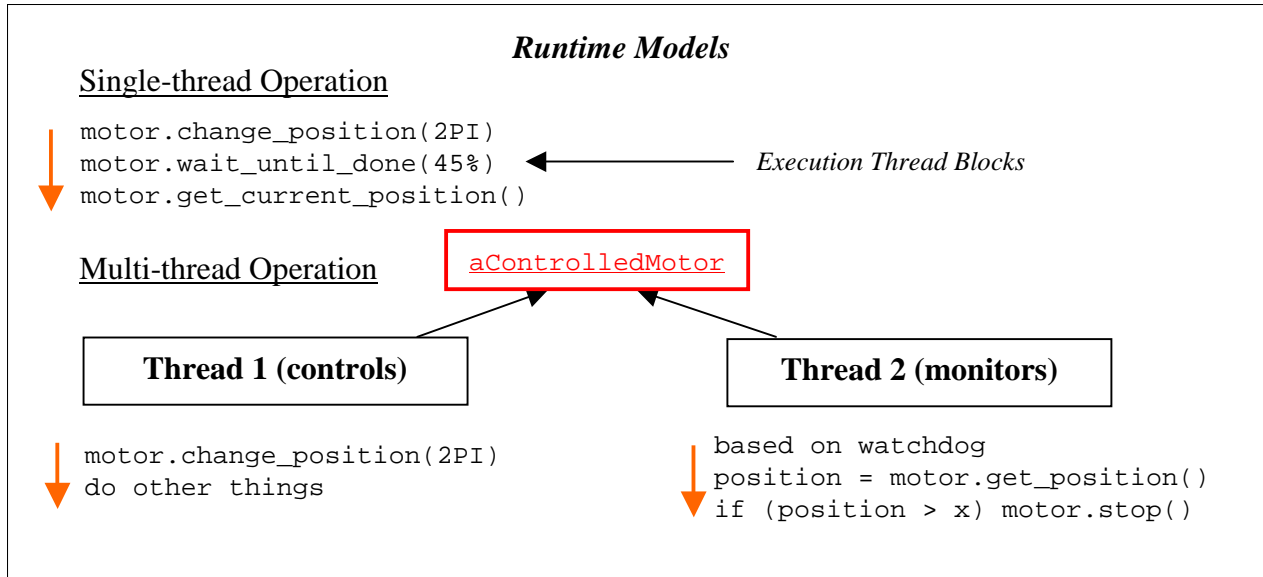 Runtime Models
Single-thread Operation
motor.change_position(2PI)
motor.wait_until_done(45%)
Execution Thread Blocks
motor.get_current_position()
Multi-thread Operation
aControlledMotor
Thread 1 (controls)
motor.change_position(2PI)
do other things
Thread 2 (monitors)
based on watchdog
position = motor.get_position()
if (position > x) motor.stop()